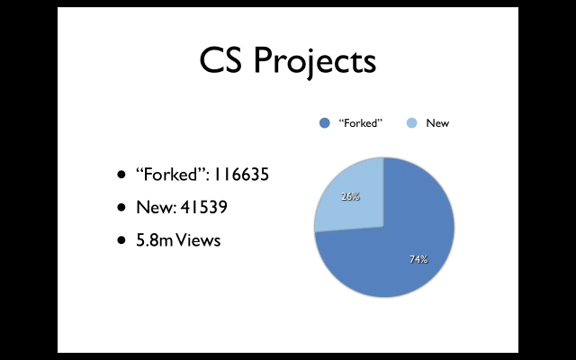 CS Projects
“Forked” New
• “Forked”: 116635
• New: 41539
• 5.8m Views
26%
74%